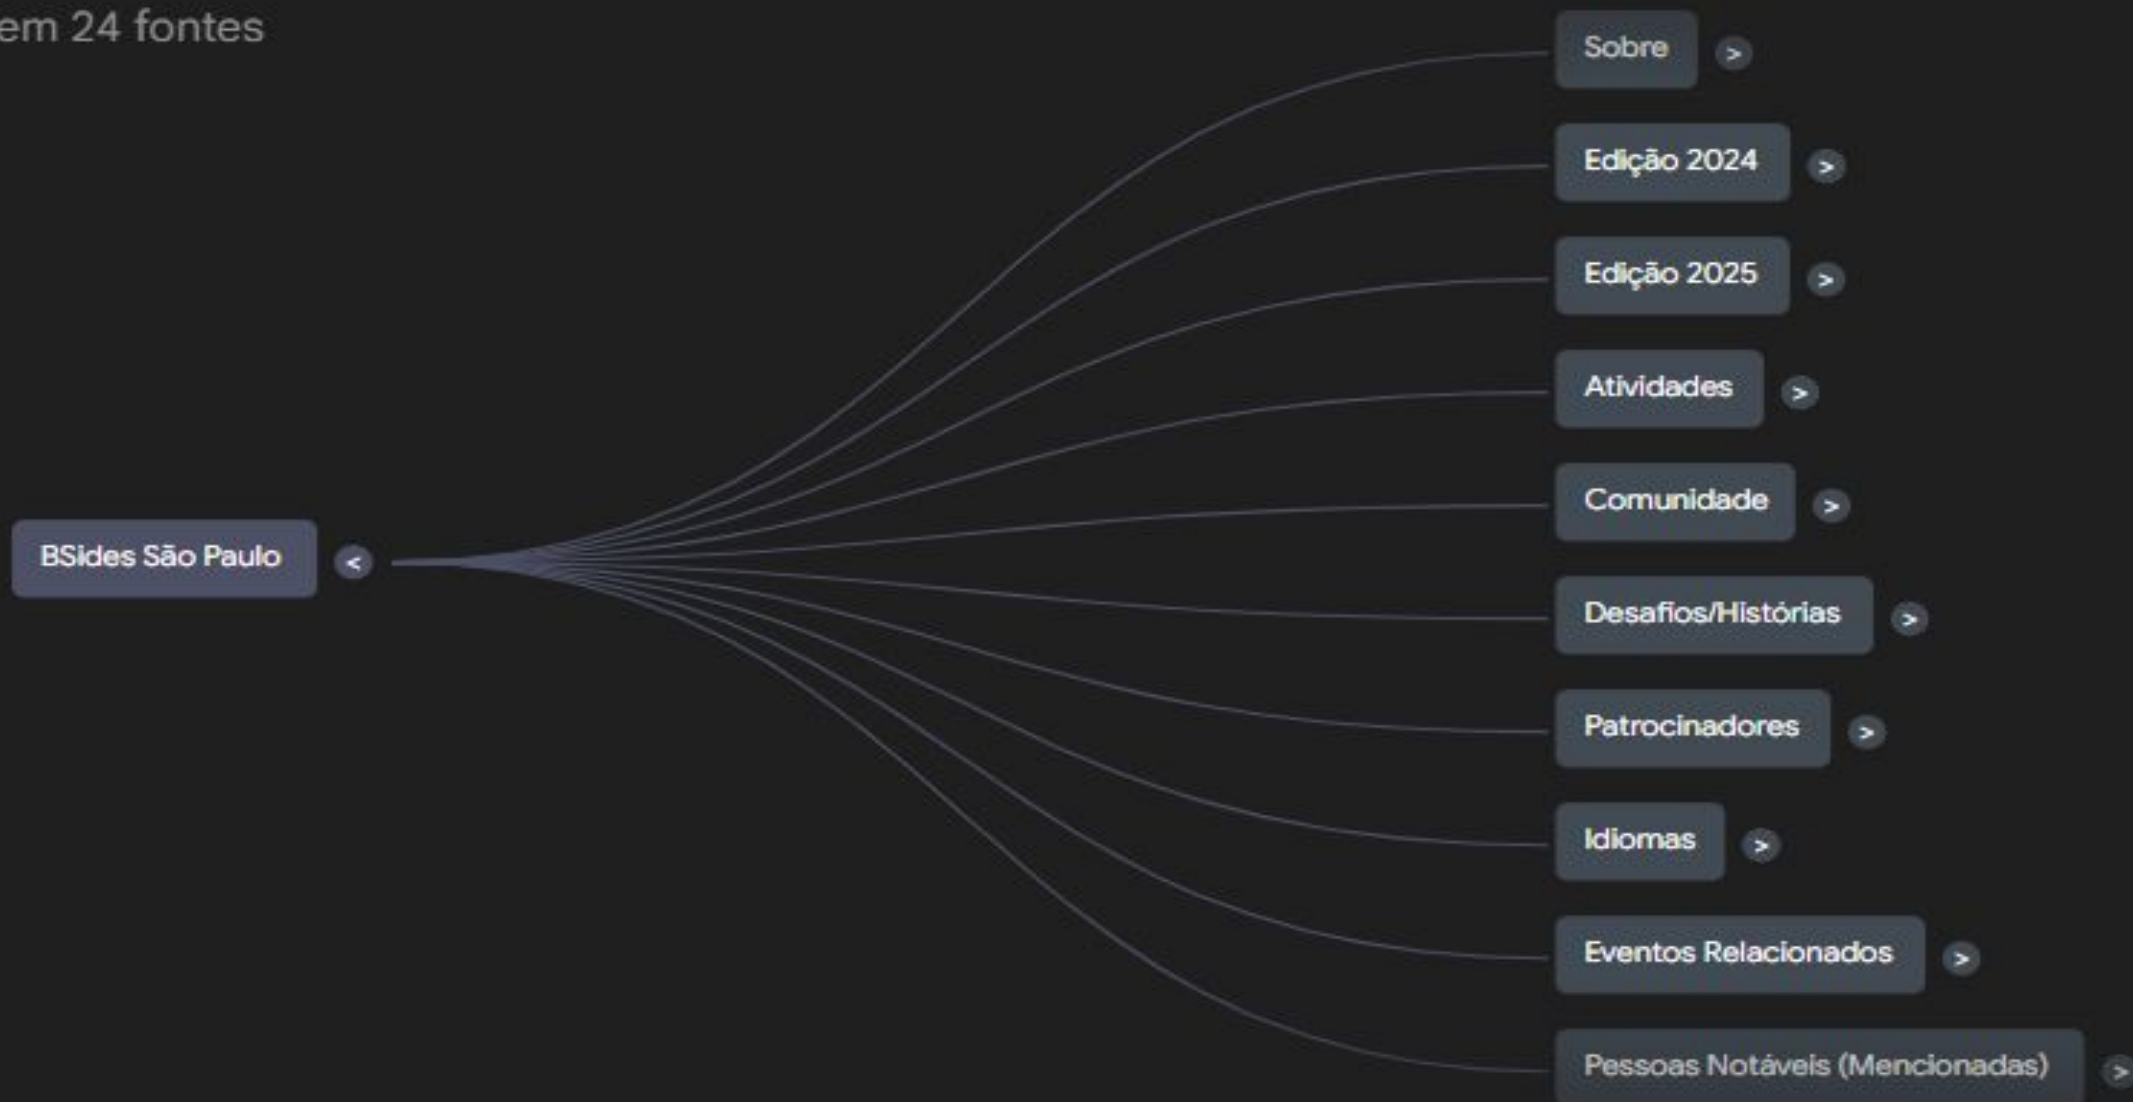 em 24 fontes
BSides São Paulo
<
Sobre
>
Edição 2024
>
Edição 2025
>
Atividades
>
Comunidade
>
Desafios/Histórias
>
Patrocinadores
>
Idiomas
>
Eventos Relacionados
>
Pessoas Notáveis (Mencionadas)
>